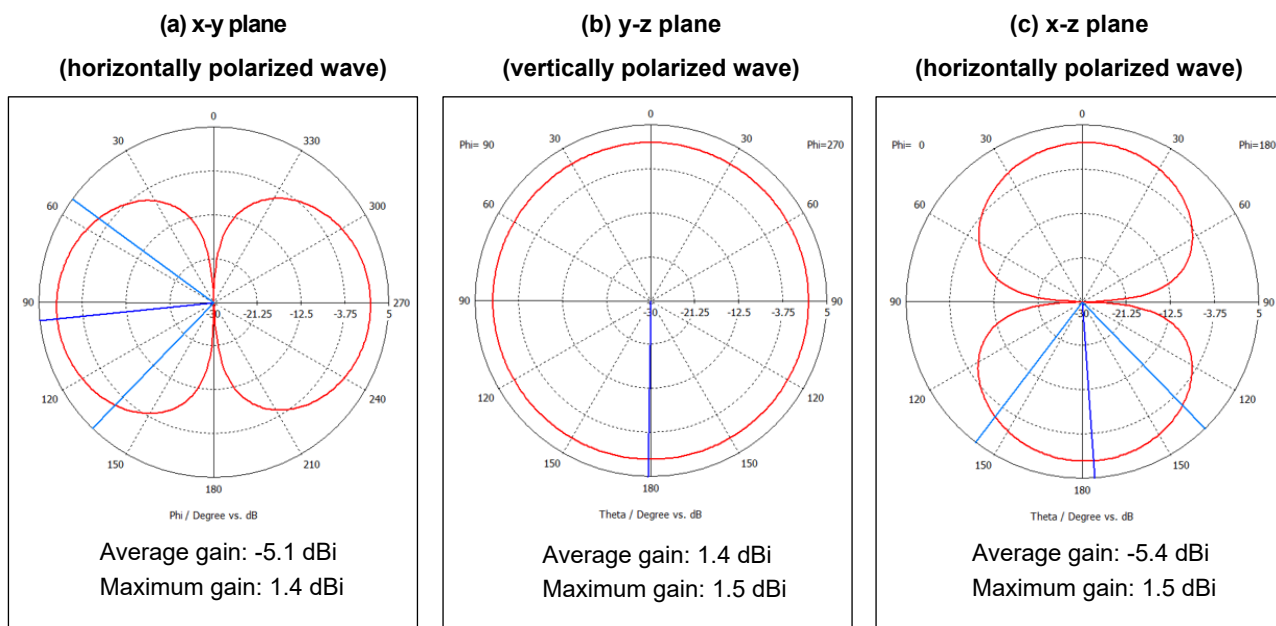 (a) x-y plane
(horizontally polarized wave)
0
30
330
60
300
90
-30
-21.25
-12.5
-3.75
5
270
120
240
150
210
180
Phi / Degree vs. dB
Average gain: -5.1 dBi
Maximum gain: 1.4 dBi
(b) y-z plane
(vertically polarized wave)
0
30
30
Phi= 90
Phi=270
60
60
90
-30
-21.25
-12.5
-3.75
5
90
120
120
150
150
180
Theta / Degree vs. dB
Average gain: 1.4 dBi
Maximum gain: 1.5 dBi
(c) x-z plane
(horizontally polarized wave)
0
30
30
Phi= 0
Phi=180
60
60
90
-30
-21.25
-12.5
-3.75
5
90
120
120
150
150
180
Theta / Degree vs. dB
Average gain: -5.4 dBi
Maximum gain: 1.5 dBi